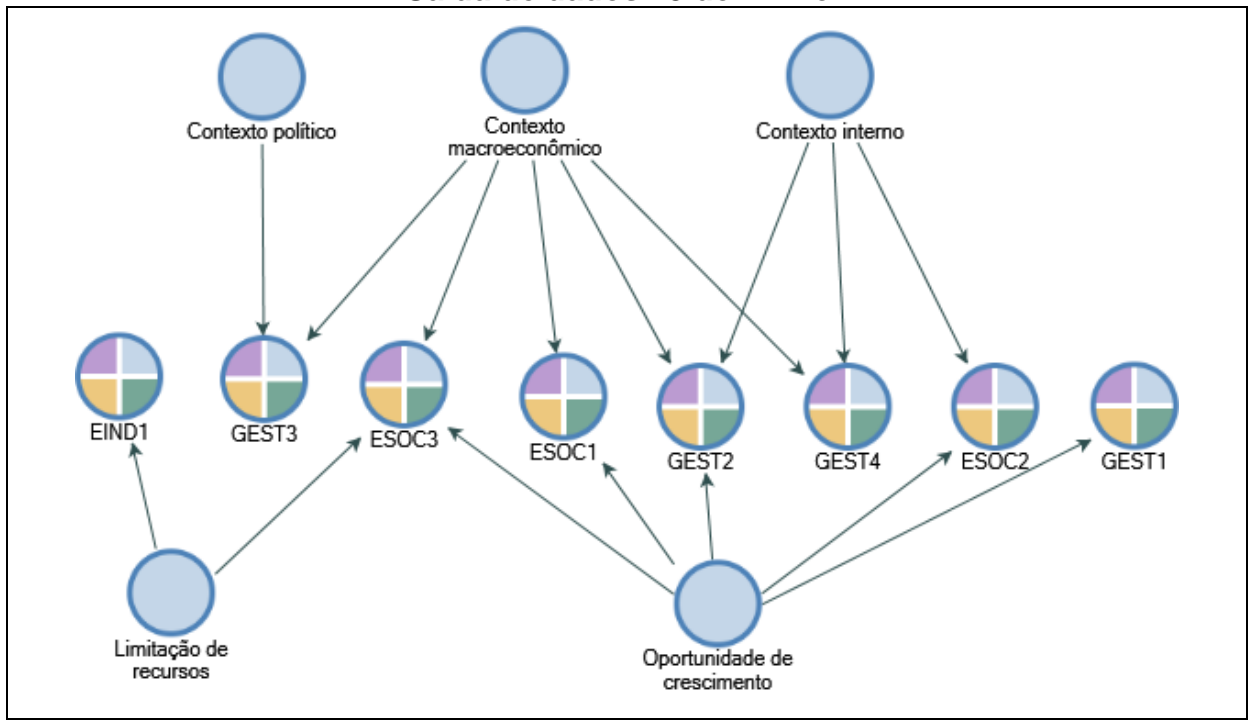 Contexto político
Contexto
macroeconômico
Contexto interno
EIND1
GEST3
ESOC3
ESOC1
GEST2
GEST4
ESOC2
GEST1
Limitação de
recursos
Oportunidade de
crescimento